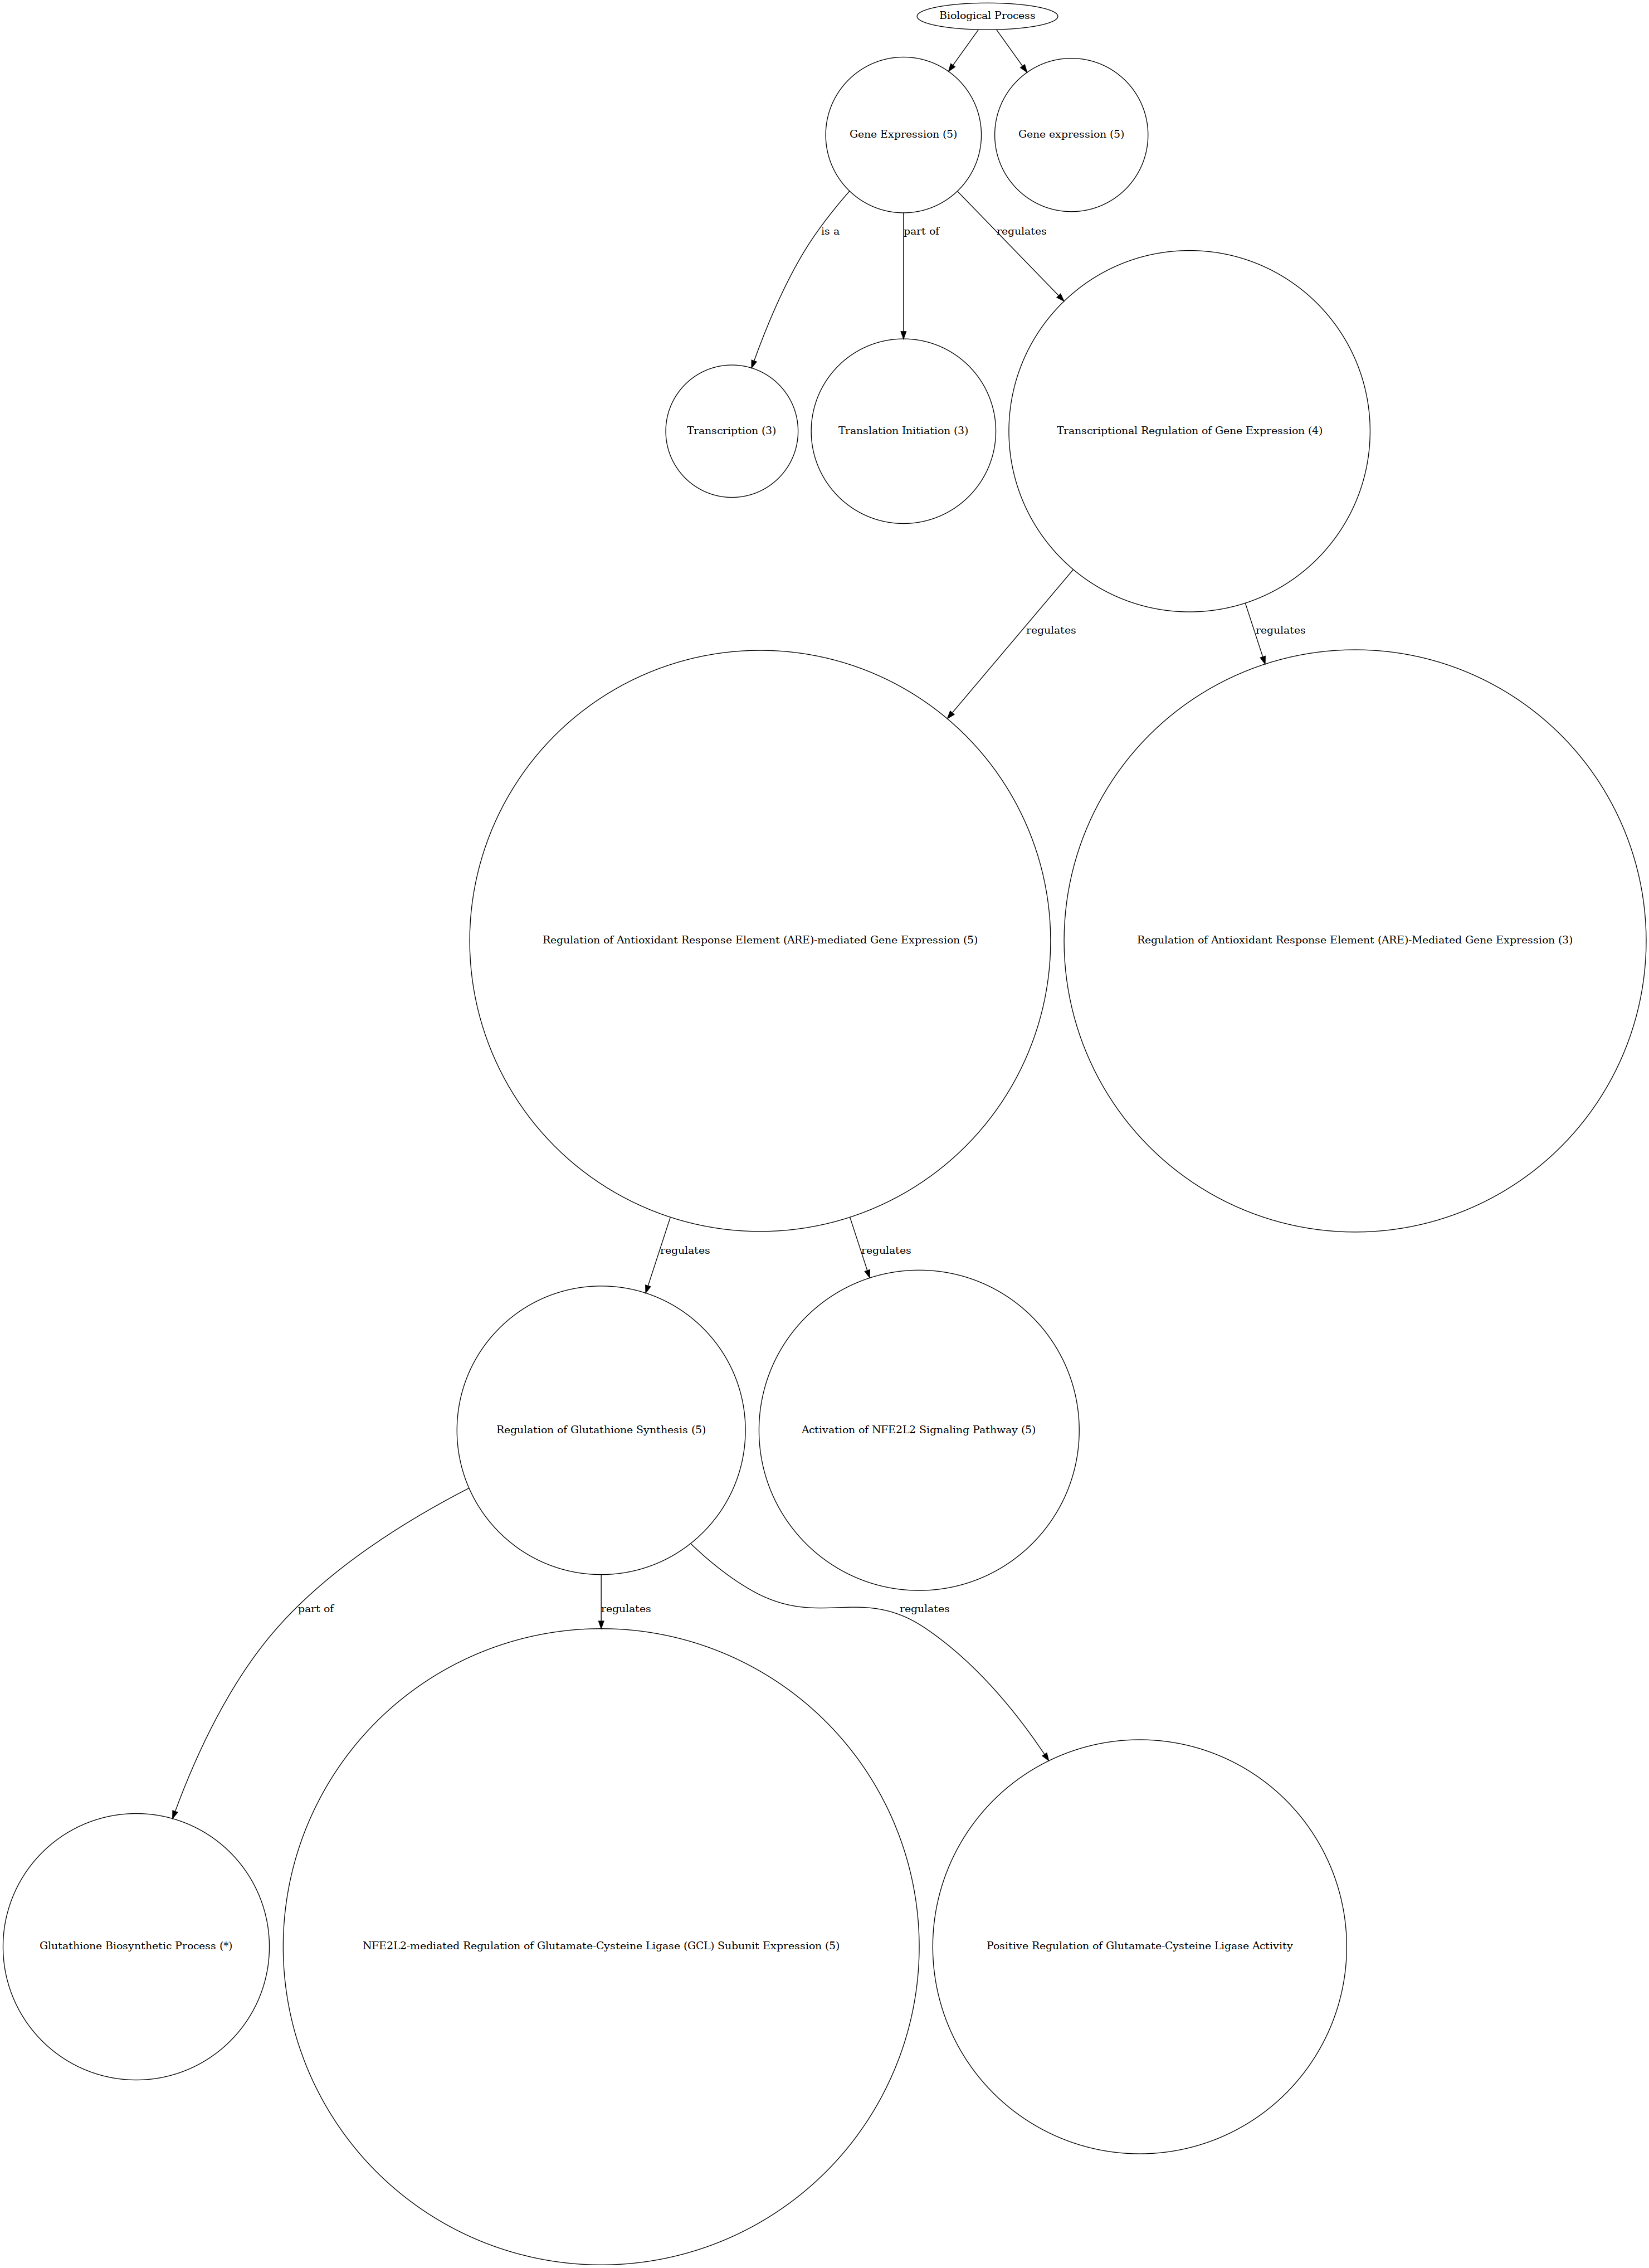 Biological Process
Gene Expression (5)
Gene expression (5)
is a
part of
regulates
Transcription (3)
Translation Initiation (3)
Transcriptional Regulation of Gene Expression (4)
regulates
regulates
Regulation of Antioxidant Response Element (ARE)-mediated Gene Expression (5)
Regulation of Antioxidant Response Element (ARE)-Mediated Gene Expression (3)
regulates
regulates
Regulation of Glutathione Synthesis (5)
Activation of NFE2L2 Signaling Pathway (5)
part of
regulates
regulates
Glutathione Biosynthetic Process (*)
NFE2L2-mediated Regulation of Glutamate-Cysteine Ligase (GCL) Subunit Expression (5)
Positive Regulation of Glutamate-Cysteine Ligase Activity